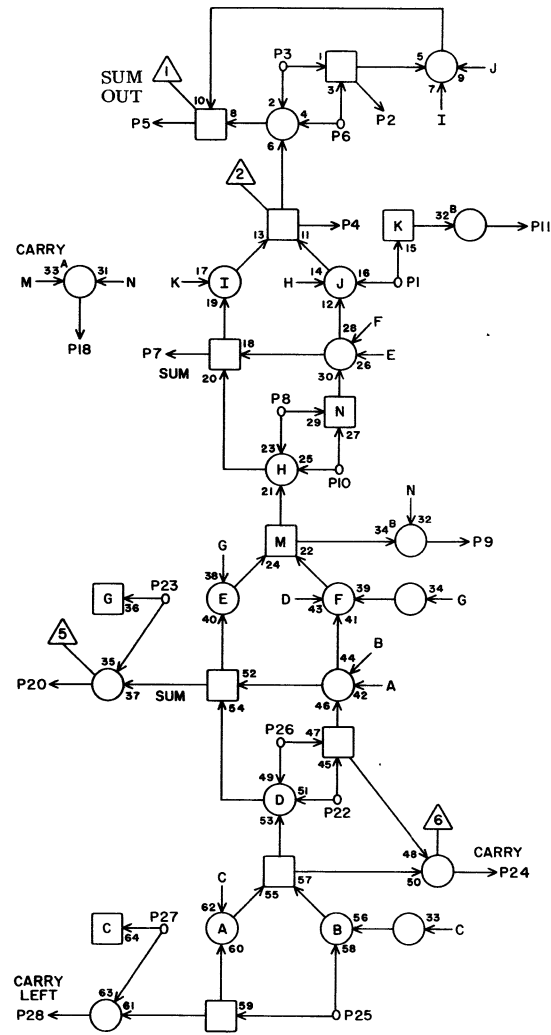 P3 1 5 J
1 9
SUM 3 7
OUT 10 2 P2 I
P5 8 4 P6
6
2
13 11 P4 K 32 B P11
15
CARRY
33 A 31 K 17 I H 14 J 16 P1
M N 19 12
P18 28 F
P7 18 26 E
SUM 20 30
P8 N
29 27
23 25
H P10
21 N
M 34 B 32 P9
G 24 22
38 39 34
G P23 E D F G
36 40 43 41
5 B
35 52 44
P20 37 SUM 42 A
54 46
P26 47
45
49 51 6
D P22
53 48 CARRY
50 P24
C 55 57
62 56 33
C P27 A B C
64 60 58
CARRY 63
LEFT 61 59
P28 P25